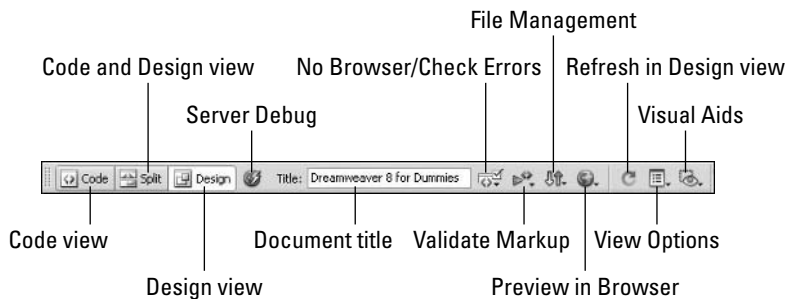 File Management
Code and Design view
No Browser/Check Errors
Refresh in Design view
Server Debug
Visual Aids
Code
Split
Design
Title:
Dreamweaver 8 for Dummies
Code view
Document title
Validate Markup
View Options
Design view
Preview in Browser